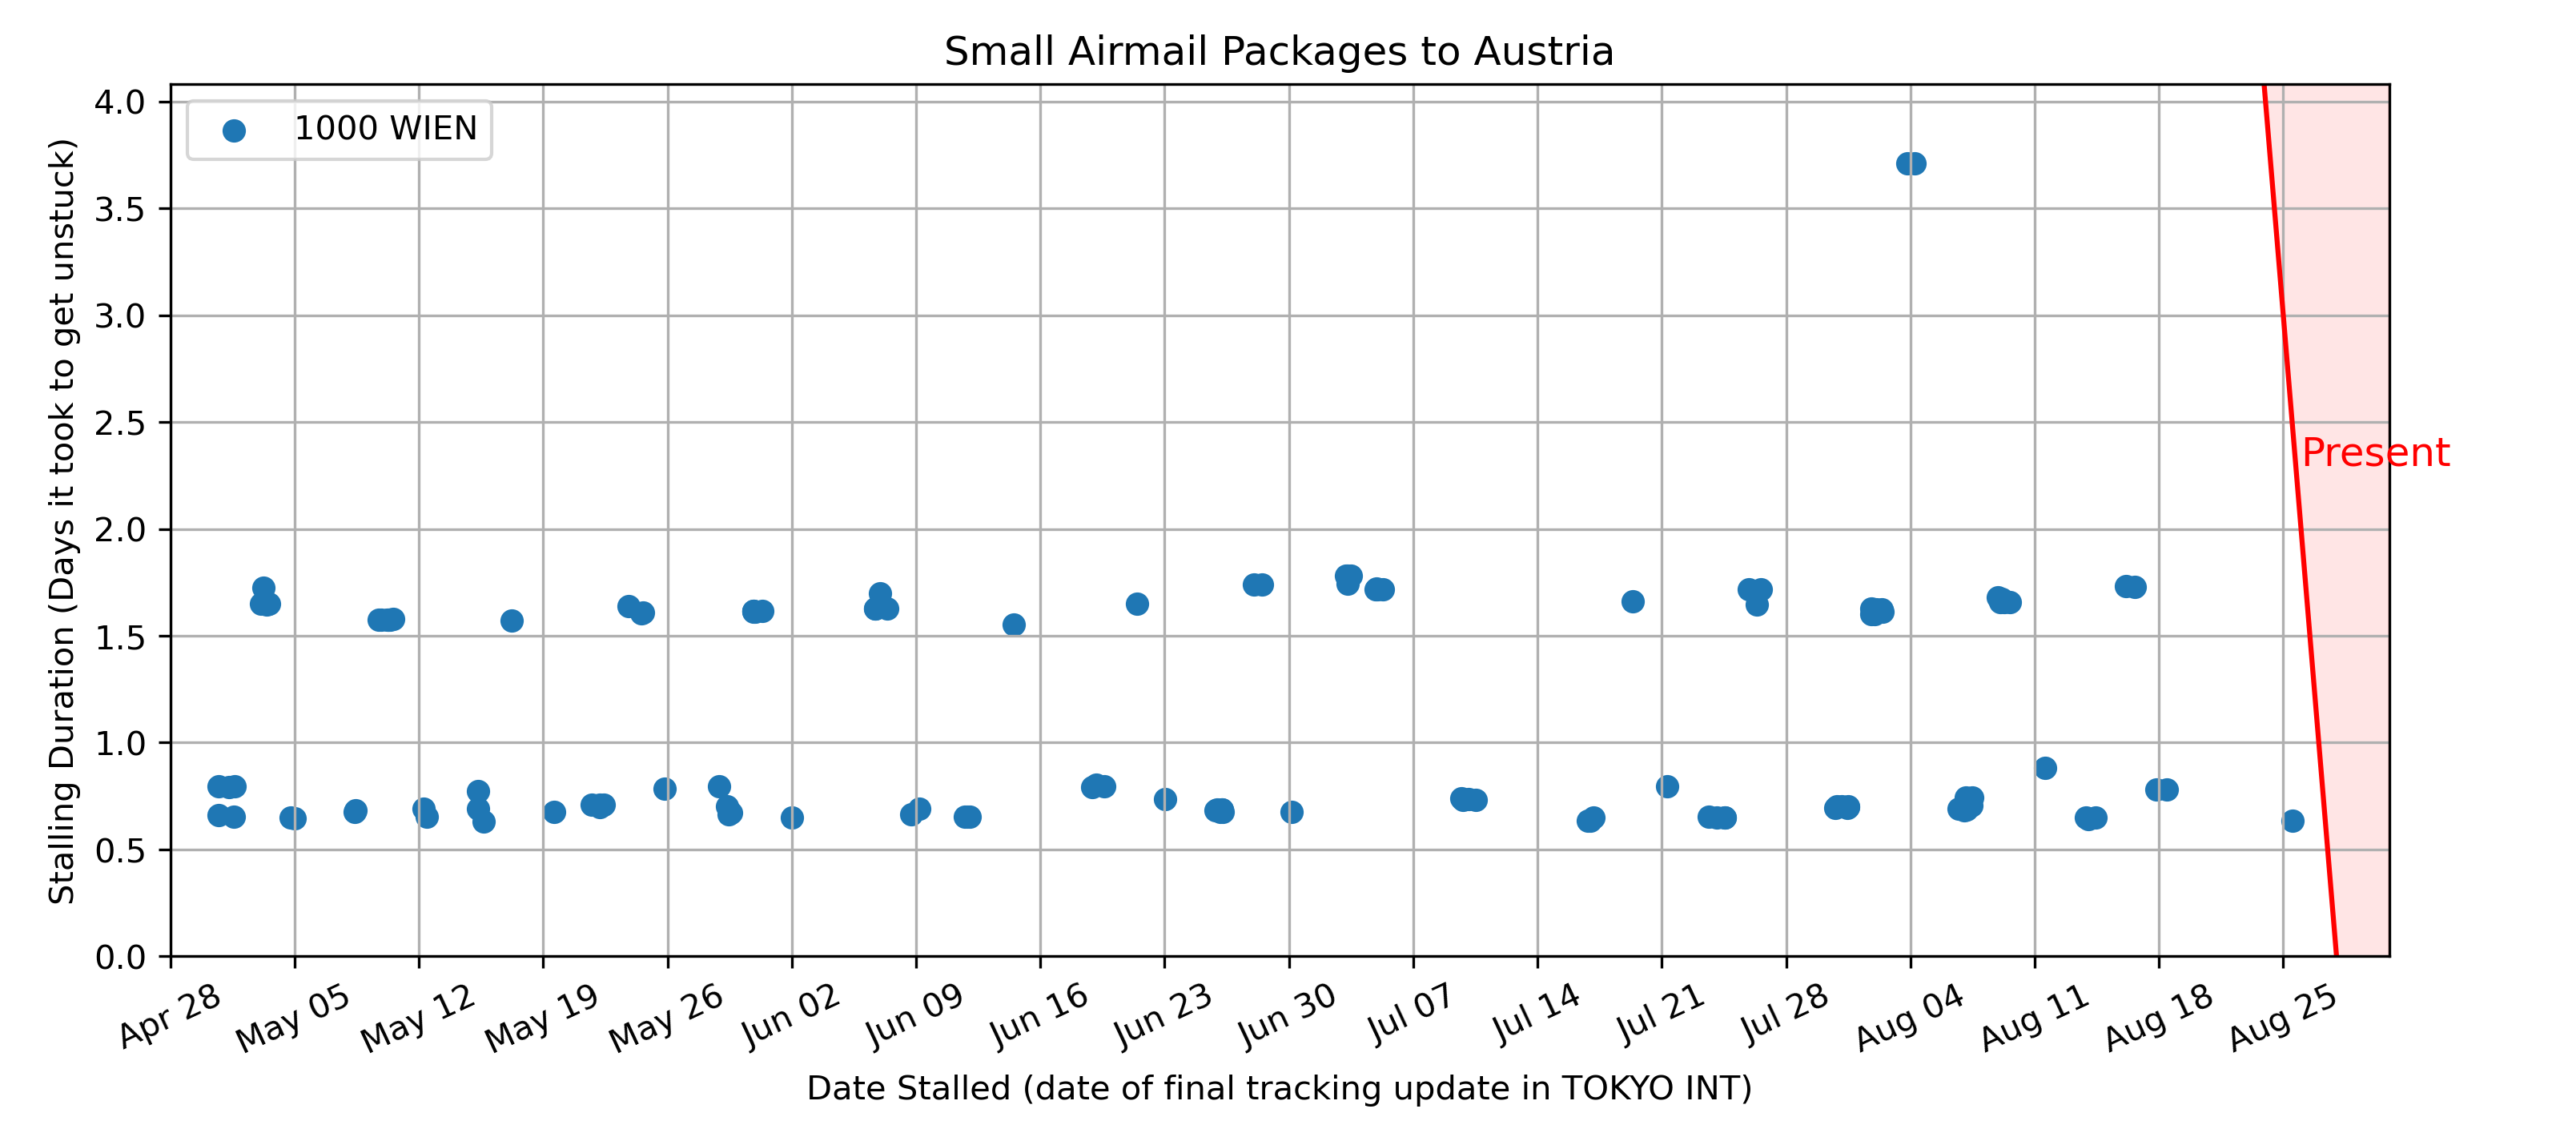 Small Airmail Packages to Austria
1000 WIEN
Stalling Duration (Days it took to get unstuck)
4.0
3.5
3.0
2.5
2.0
1.5
1.0
0.5
0.0
Present
Apr 28
May 05
May 12
May 19
May 26
Jun 02
Jun 09
Jun 16
Jun 23
Jun 30
Jul 07
Jul 14
Jul 21
Jul 28
Aug 04
Aug 11
Aug 18
Aug 25
Date Stalled (date of final tracking update in TOKYO INT)